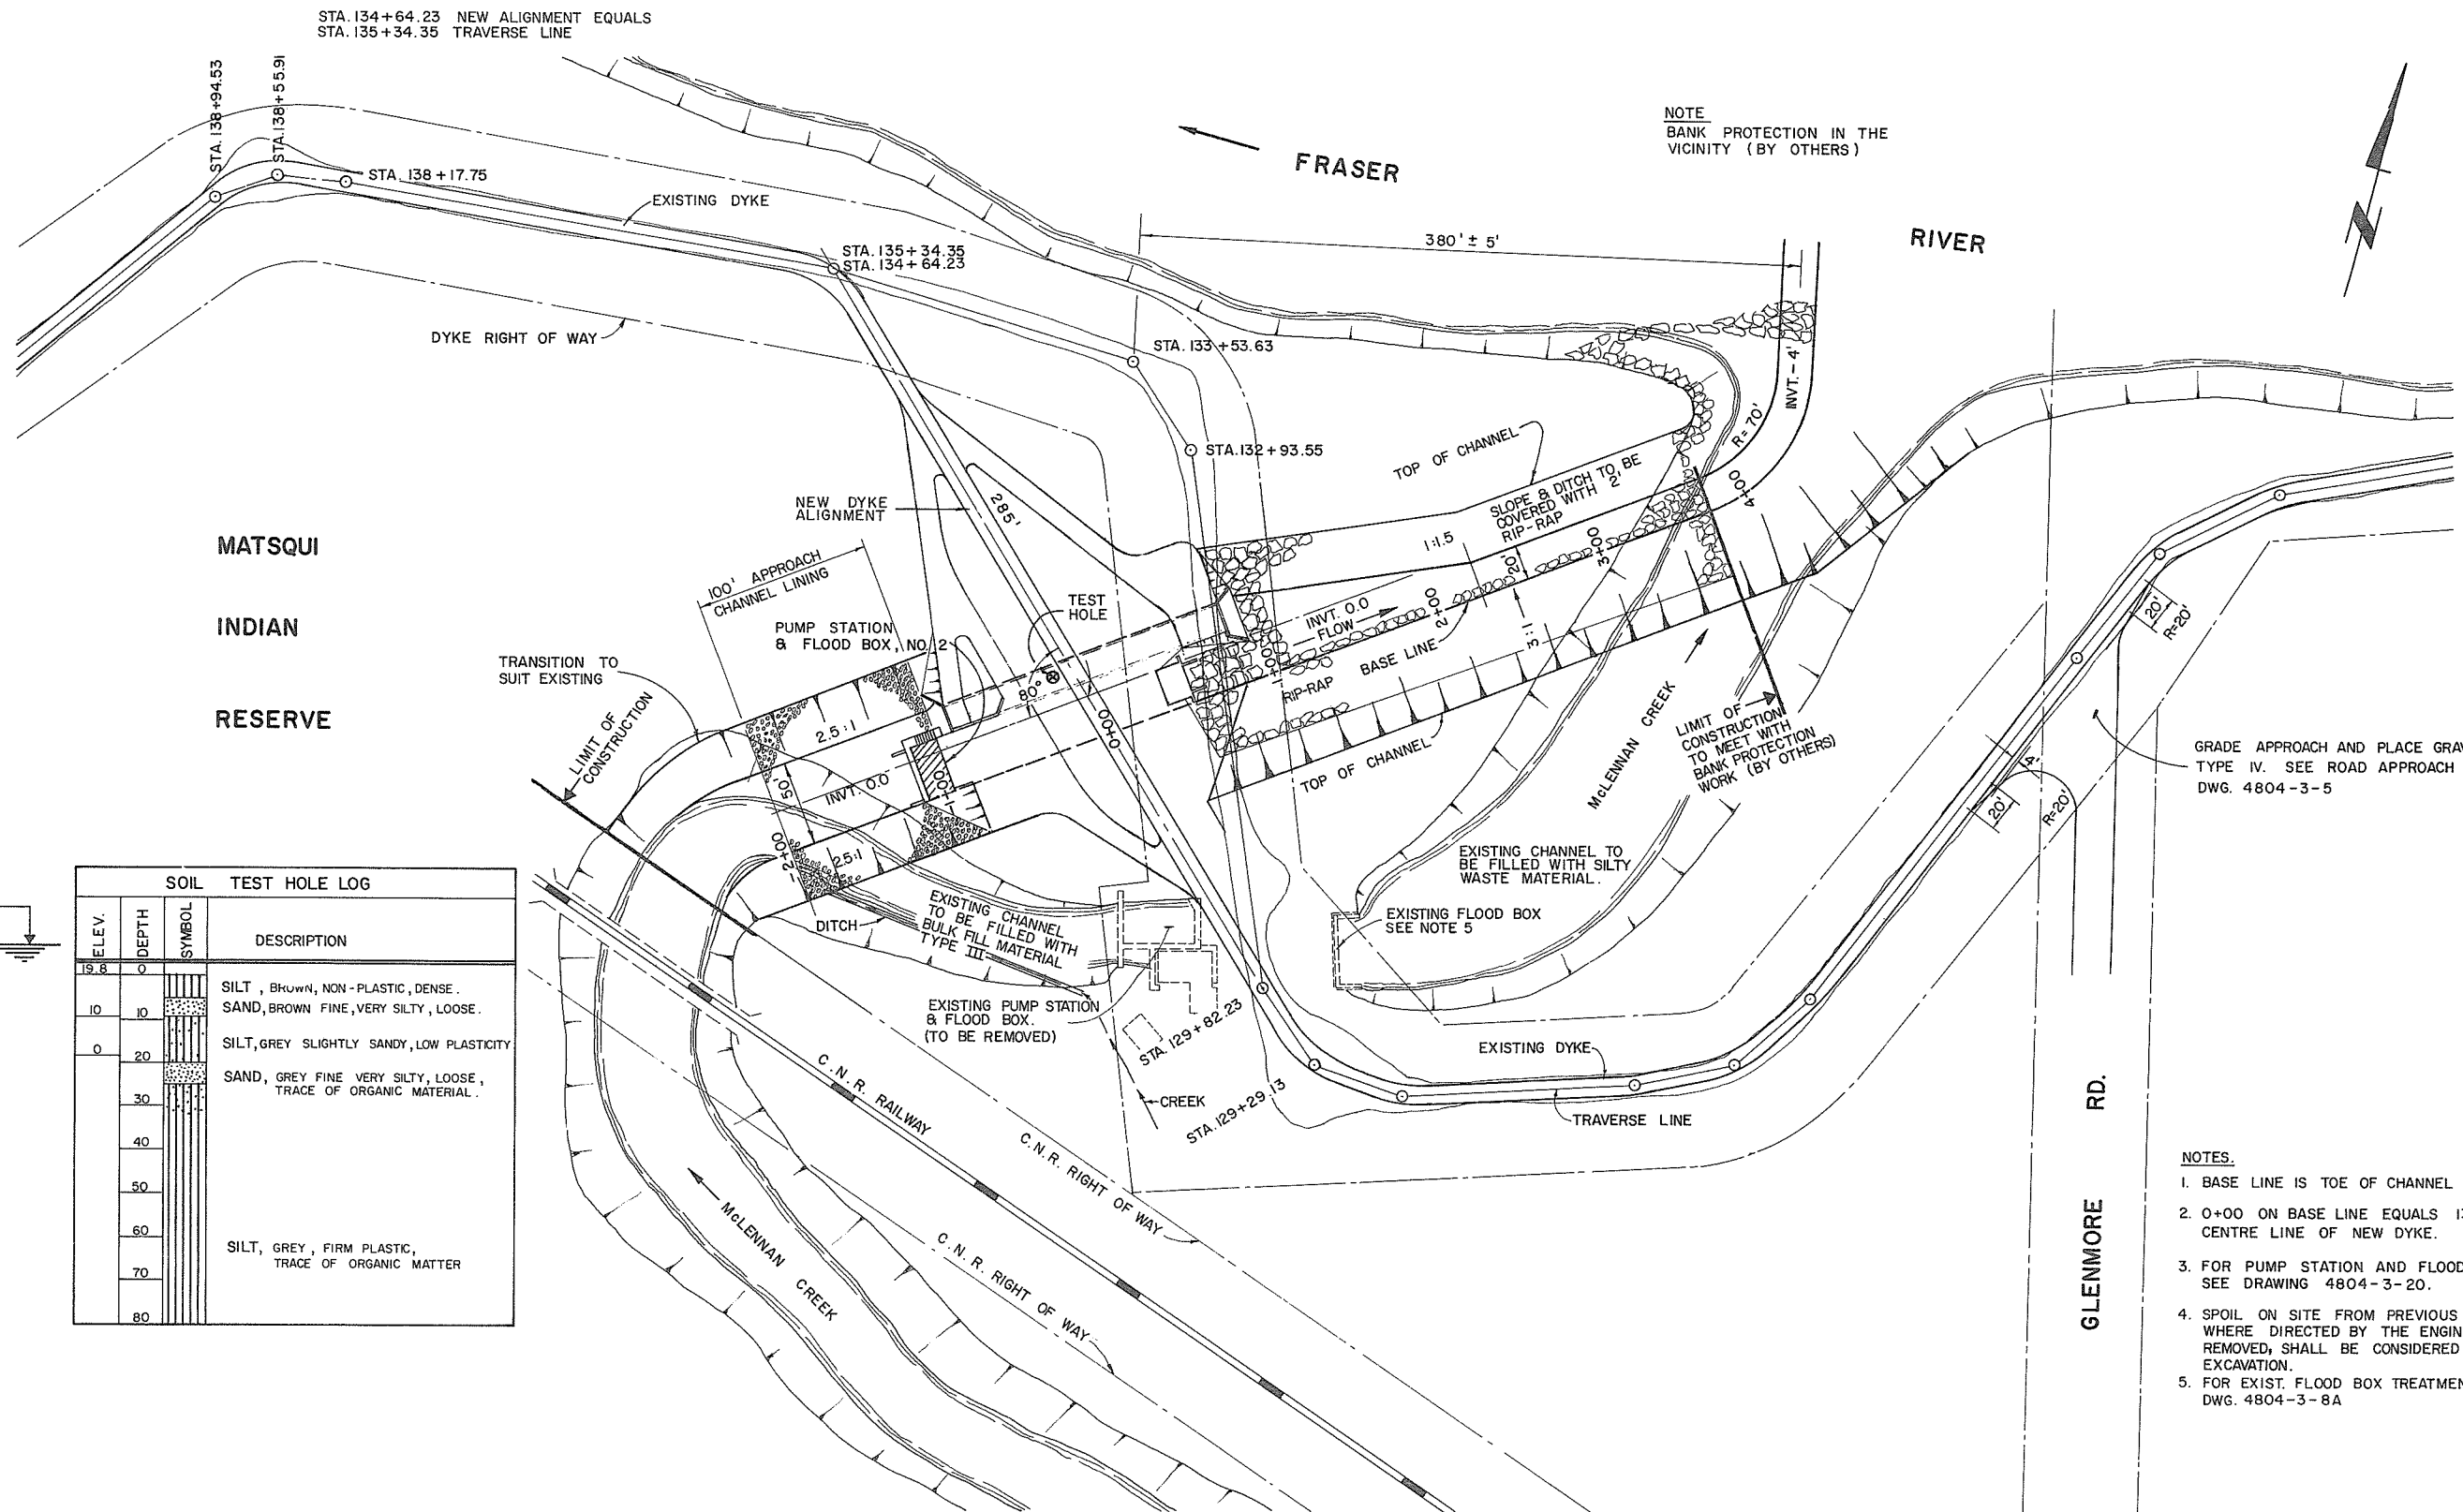 STA. 134+64.23 NEW ALIGNMENT EQUALS
STA. 135+34.35 TRAVERSE LINE
STA. 138+94.53
STA. 138+55.91
STA. 138+17.75
EXISTING DYKE
STA. 135+34.35
STA. 134+64.23
DYKE RIGHT OF WAY
FRASER
RIVER
NOTE
BANK PROTECTION IN THE
VICINITY (BY OTHERS)
N
380' ± 5'
STA. 133+53.63
STA. 132+93.55
INVT. - 4'
R = 70'
TOP OF CHANNEL
SLOPE & DITCH TO BE
COVERED WITH 2'
RIP-RAP
1:1.5
4+00
3+00
20'
2+00
INVT. 0.0
FLOW
BASE LINE
3:1
1+00
RIP-RAP
TOP OF CHANNEL
NEW DYKE
ALIGNMENT
285'
MATSQUI
INDIAN
RESERVE
100' APPROACH
CHANNEL LINING
TEST
HOLE
PUMP STATION
& FLOOD BOX, NO. 2
80°
0+00
TRANSITION TO
SUIT EXISTING
LIMIT OF
CONSTRUCTION
2.5:1
50'
INVT. 0.0
-1+00
-2+00
2.5:1
DITCH
EXISTING CHANNEL
TO BE FILLED WITH
BULK FILL MATERIAL
TYPE III
EXISTING PUMP STATION
& FLOOD BOX.
(TO BE REMOVED)
STA. 129+82.23
STA. 129+29.13
CREEK
McLENNAN CREEK
LIMIT OF
CONSTRUCTION
TO MEET WITH
BANK PROTECTION
WORK (BY OTHERS)
EXISTING CHANNEL TO
BE FILLED WITH SILTY
WASTE MATERIAL.
EXISTING FLOOD BOX
SEE NOTE 5
EXISTING DYKE
TRAVERSE LINE
20'
R=20'
4'
20'
R=20'
GRADE APPROACH AND PLACE
TYPE IV. SEE ROAD APPROACH
DWG. 4804-3-5
GLENMORE RD.
C.N.R. RAILWAY
C.N.R. RIGHT OF WAY
C.N.R. RIGHT OF WAY
McLENNAN CREEK
SOIL TEST HOLE LOG
ELEV. DEPTH SYMBOL DESCRIPTION
19.8 0
SILT, BROWN, NON-PLASTIC, DENSE.
SAND, BROWN FINE, VERY SILTY, LOOSE.
10 10
SILT, GREY SLIGHTLY SANDY, LOW PLASTICITY
0 20
SAND, GREY FINE VERY SILTY, LOOSE,
TRACE OF ORGANIC MATERIAL.
30
40
50
60
SILT, GREY, FIRM PLASTIC,
TRACE OF ORGANIC MATTER
70
80
NOTES.
1. BASE LINE IS TOE OF CHANNEL
2. 0+00 ON BASE LINE EQUALS
CENTRE LINE OF NEW DYKE.
3. FOR PUMP STATION AND FLOOD
SEE DRAWING 4804-3-20.
4. SPOIL ON SITE FROM PREVIOUS
WHERE DIRECTED BY THE
REMOVED, SHALL BE CONSIDERED
EXCAVATION.
5. FOR EXIST. FLOOD BOX
DWG. 4804-3-8A